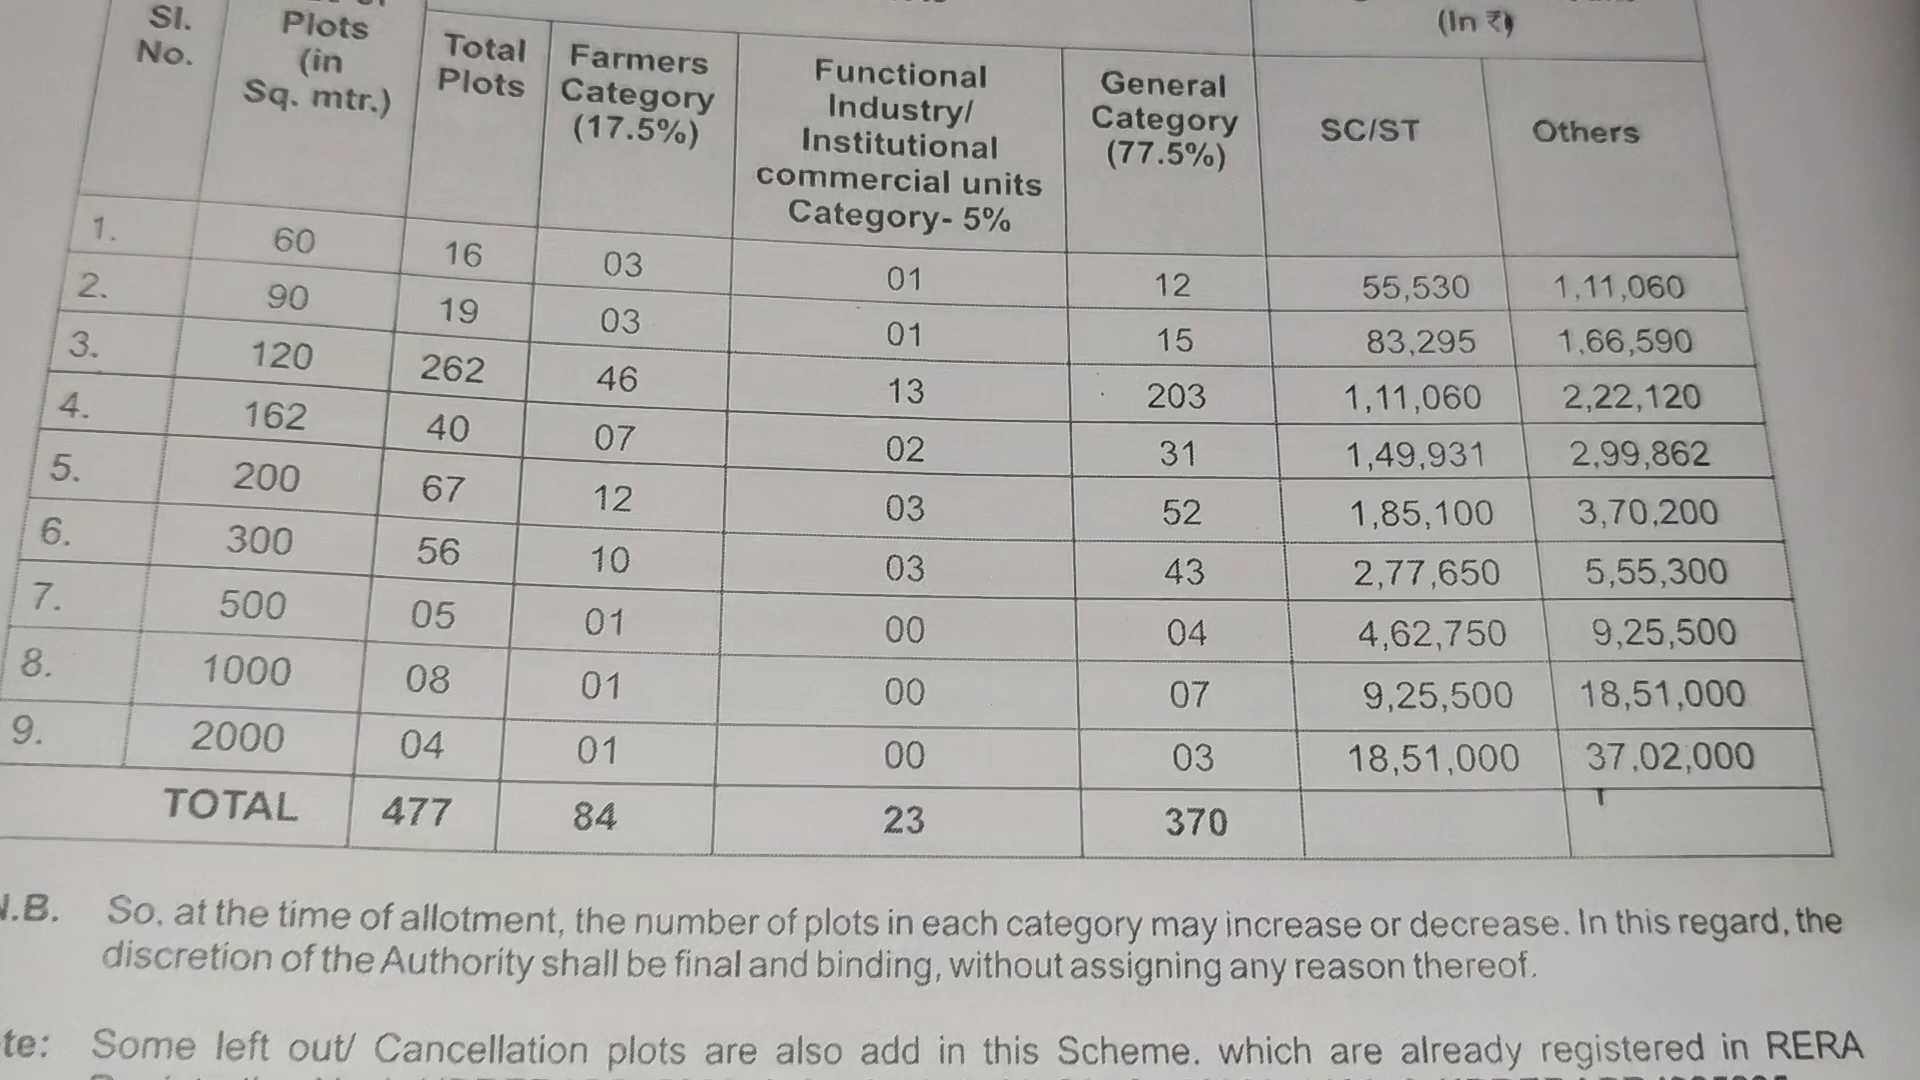 Sl. No. Plots (in Sq. mtr.) Total Plots Farmers Category (17.5%) Functional Industry/ Institutional commercial units Category- 5% General Category (77.5%) (In ₹) SC/ST Others
1. 60 16 03 01 12 55,530 1,11,060
2. 90 19 03 01 15 83,295 1,66,590
3. 120 262 46 13 203 1,11,060 2,22,120
4. 162 40 07 02 31 1,49,931 2,99,862
5. 200 67 12 03 52 1,85,100 3,70,200
6. 300 56 10 03 43 2,77,650 5,55,300
7. 500 05 01 00 04 4,62,750 9,25,500
8. 1000 08 01 00 07 9,25,500 18,51,000
9. 2000 04 01 00 03 18,51,000 37,02,000
TOTAL 477 84 23 370
N.B. So, at the time of allotment, the number of plots in each category may increase or decrease. In this regard, the
discretion of the Authority shall be final and binding, without assigning any reason thereof.
te: Some left out/ Cancellation plots are also add in this Scheme. which are already registered in RERA